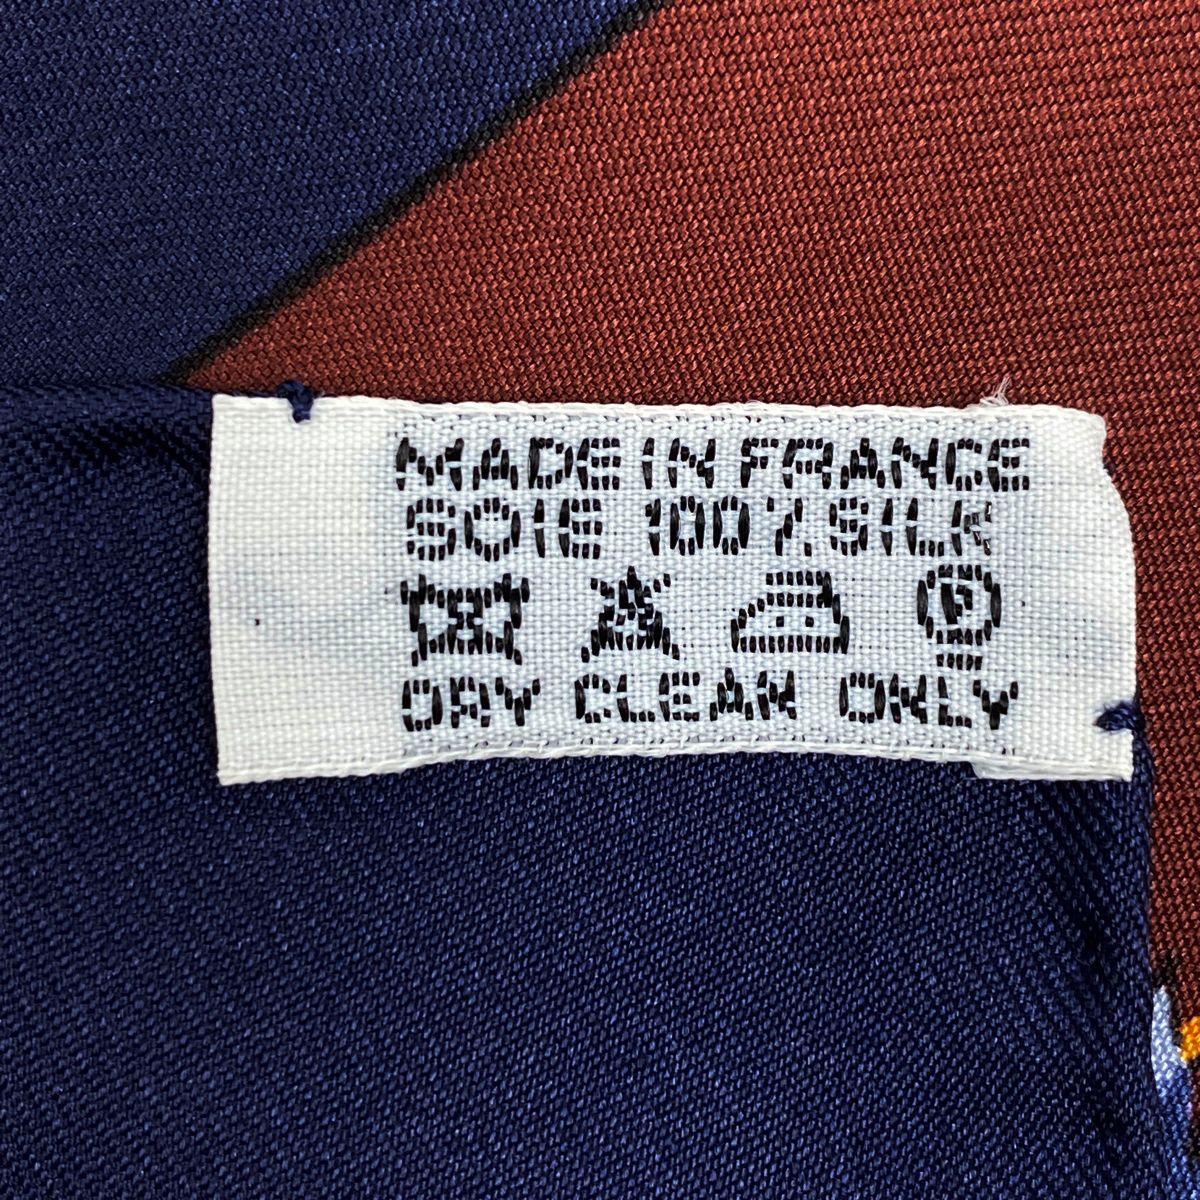 MADE IN FRANCE
SOIE 100% SILK
P
DRY CLEAN ONLY